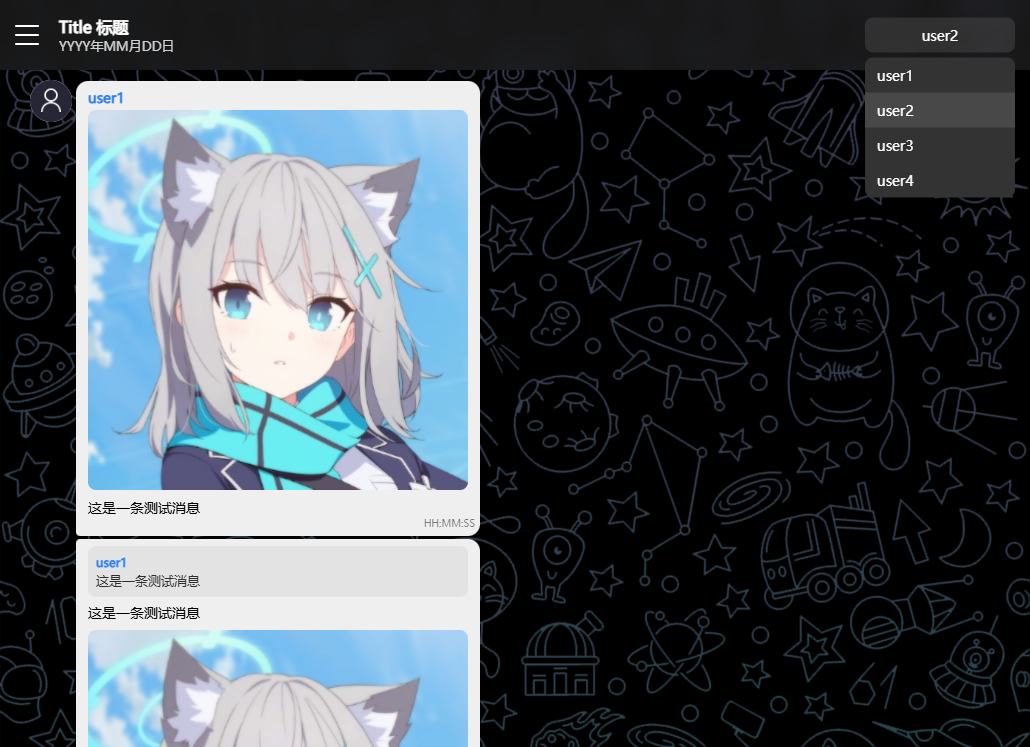 Title 标题
YYYY年MM月DD日
user2
user1
user2
user3
user4
user1
这是一条测试消息
HH:MM:SS
user1
这是一条测试消息
这是一条测试消息